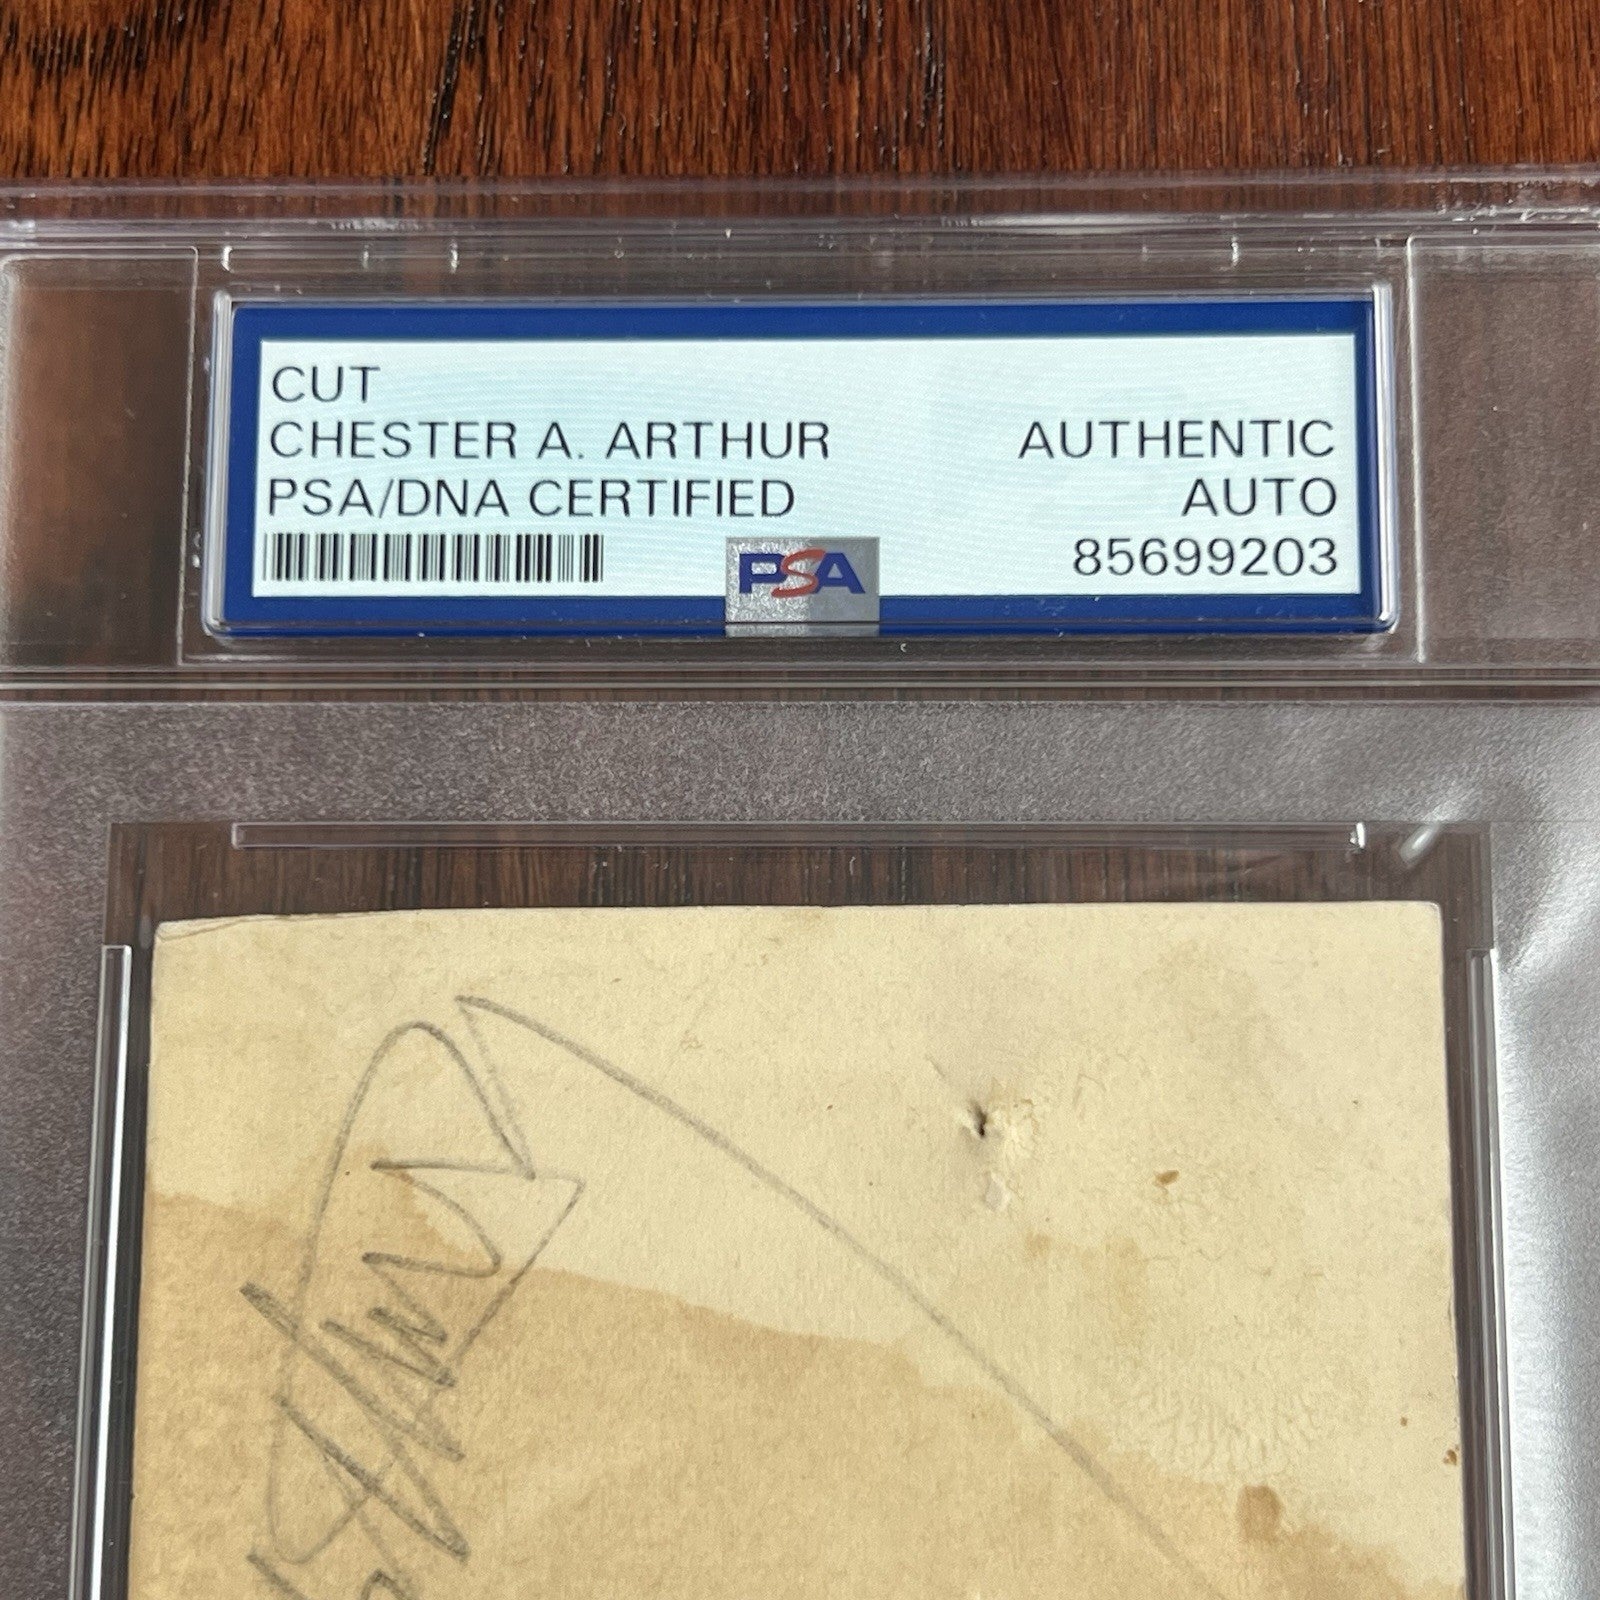 CUT
CHESTER A. ARTHUR
PSA/DNA CERTIFIED
AUTHENTIC
AUTO
85699203
PSA